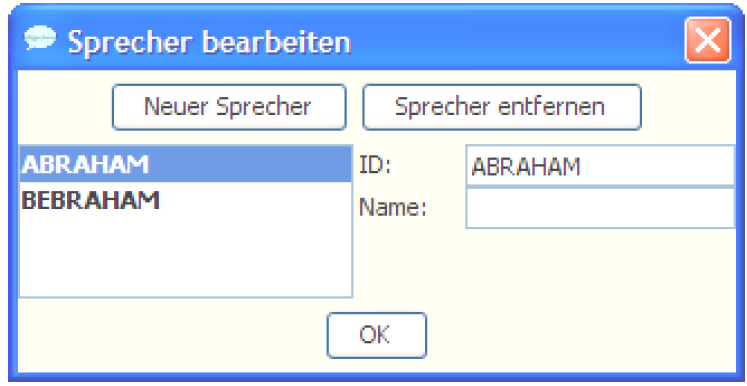 Sprecher bearbeiten
Neuer Sprecher Sprecher entfernen
ABRAHAM ID: ABRAHAM
BEBRAHAM Name:
OK